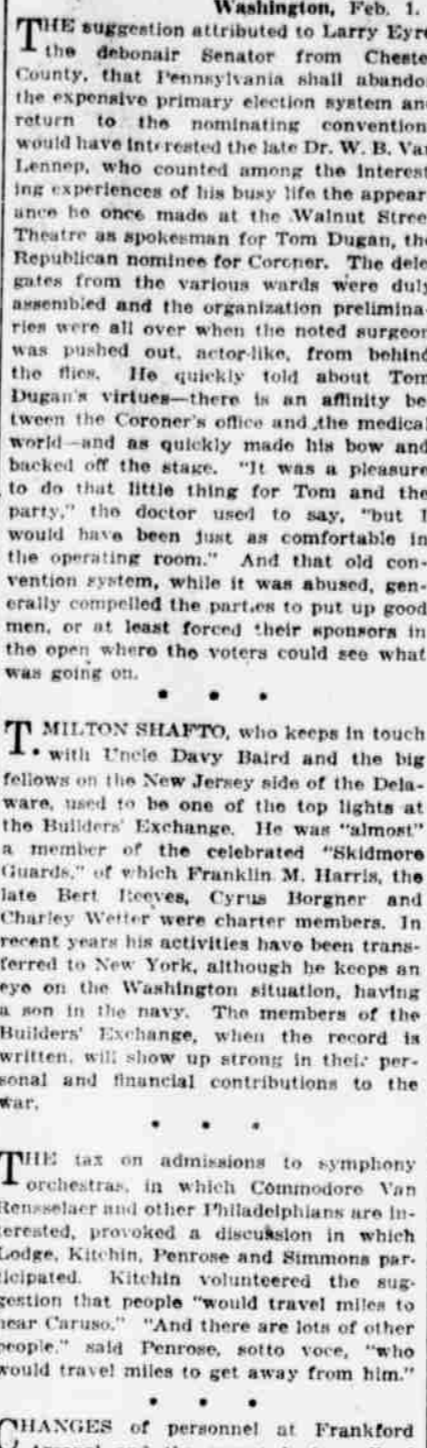 Washington, Feb. 1.
THE suggestion attributed to Larry Eyre
the debonair Senator from Cheste
County, that Pennsylvania shall abando
the expensive primary election system an
return to the nominating convention
would have interested the late Dr. W. B. Va
Lennep, who counted among the interest
ing experiences of his busy life the appear
ance he once made at the Walnut Stree
Theatre as spokesman for Tom Dugan, the
Republican nominee for Coroner. The dele
gates from the various wards were duly
assembled and the organization prelimina-
ries were all over when the noted surgeon
was pushed out, actor-like, from behind
the flies. He quickly told about Tom
Dugan's virtues—there is an affinity be
tween the Coroner's office and the medical
world—and as quickly made his bow and
backed off the stage. "It was a pleasure
to do that little thing for Tom and the
party," the doctor used to say, "but I
would have been just as comfortable in
the operating room." And that old con-
vention system, while it was abused, gen-
erally compelled the parties to put up good
men, or at least forced their sponsors in
the open where the voters could see what
was going on.
• • •
T. MILTON SHAFTO, who keeps in touch
with Uncle Davy Baird and the big
fellows on the New Jersey side of the Dela-
ware, used to be one of the top lights at
the Builders' Exchange. He was "almost"
a member of the celebrated "Skidmore
Guards," of which Franklin M. Harris, the
late Bert Reeves, Cyrus Borgner and
Charley Wetter were charter members. In
recent years his activities have been trans-
ferred to New York, although he keeps an
eye on the Washington situation, having
a son in the navy. The members of the
Builders' Exchange, when the record is
written, will show up strong in their per-
sonal and financial contributions to the
war.
• • •
THE tax on admissions to symphony
orchestras, in which Commodore Van
Rensselaer and other Philadelphians are in-
terested, provoked a discussion in which
Lodge, Kitchin, Penrose and Simmons par-
ticipated. Kitchin volunteered the sug-
gestion that people "would travel miles to
hear Caruso." "And there are lots of other
people," said Penrose, sotto voce, "who
would travel miles to get away from him."
• • •
CHANGES of personnel at Frankford